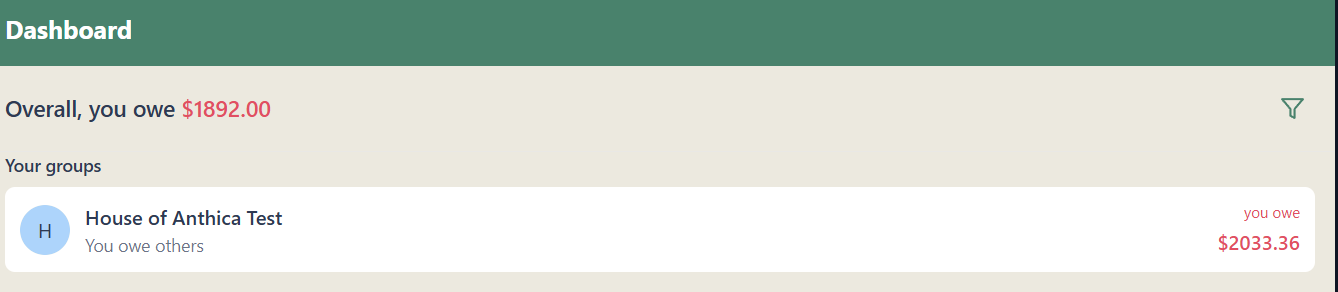 Dashboard
Overall, you owe $1892.00
Your groups
H
House of Anthica Test
You owe others
you owe
$2033.36